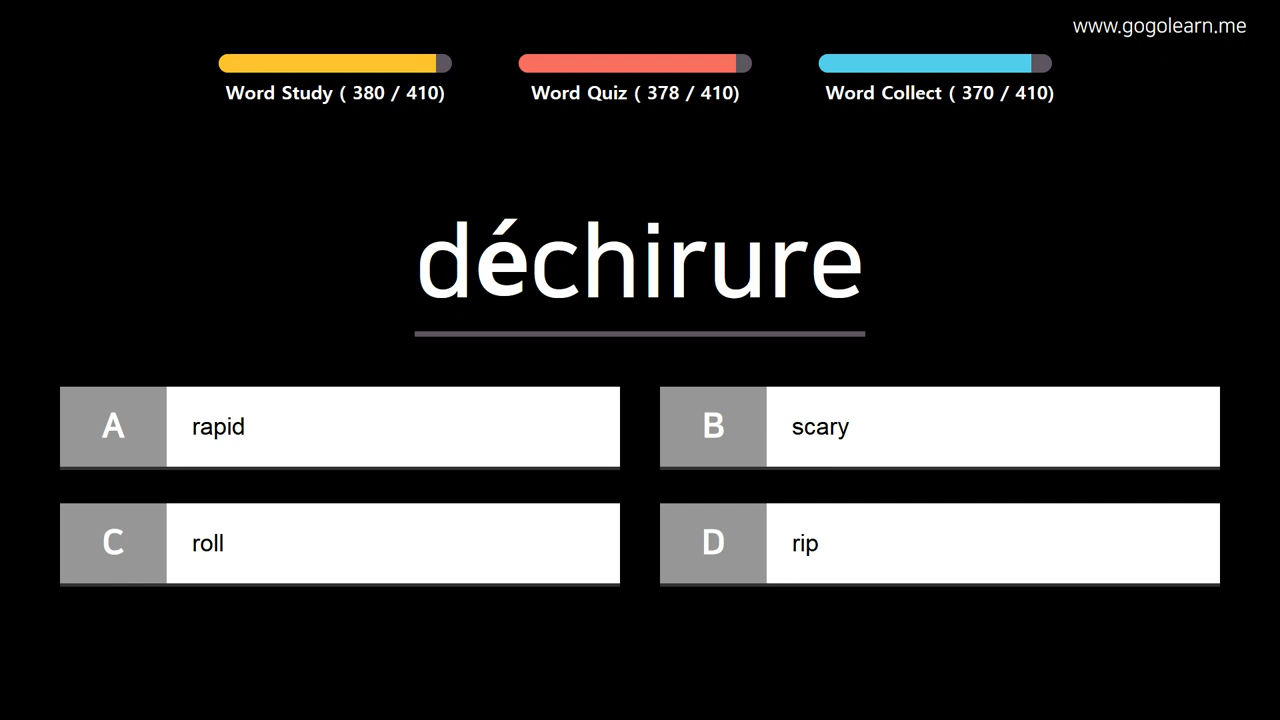 www.gogolearn.me
Word Study ( 380 / 410)
Word Quiz ( 378 / 410)
Word Collect ( 370 / 410)
déchirure
A rapid
B scary
C roll
D rip